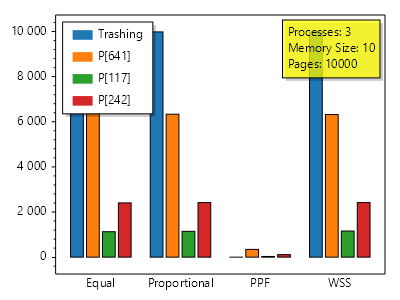 10 000
8 000
6 000
4 000
2 000
0
Trashing
P[641]
P[117]
P[242]
Processes: 3
Memory Size: 10
Pages: 10000
Equal
Proportional
PPF
WSS